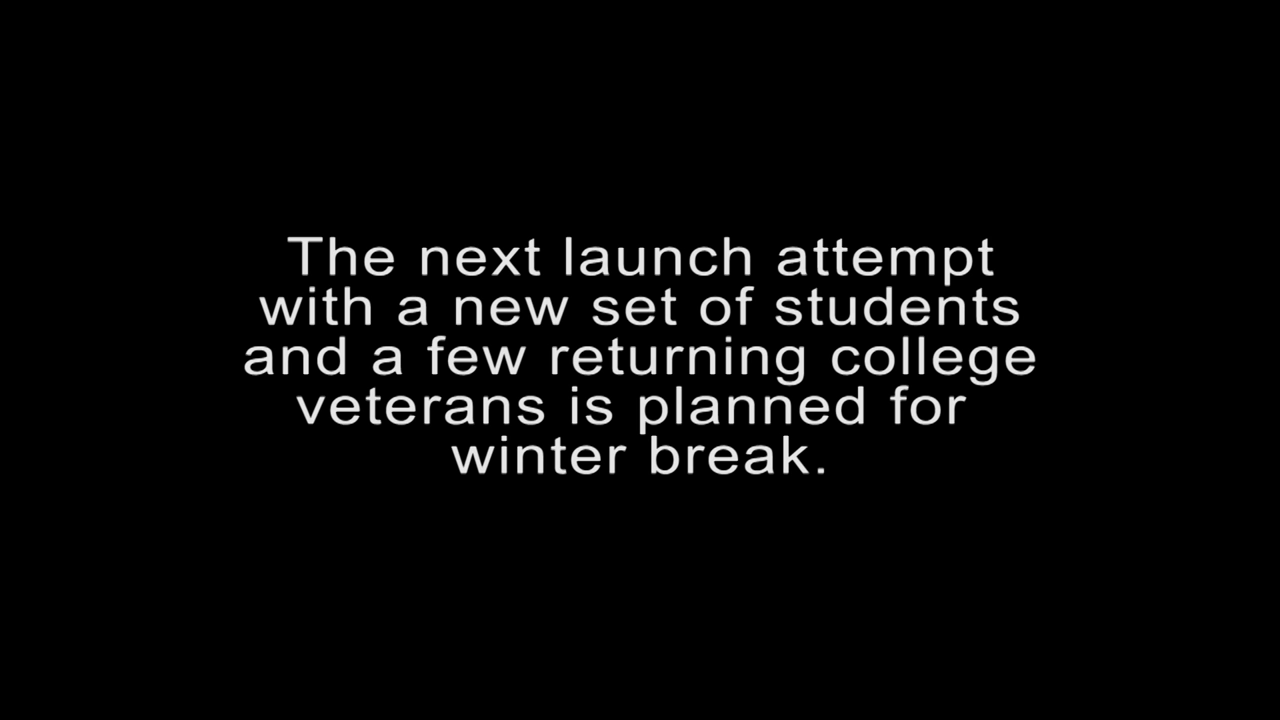 The next launch attempt
with a new set of students
and a few returning college
veterans is planned for
winter break.